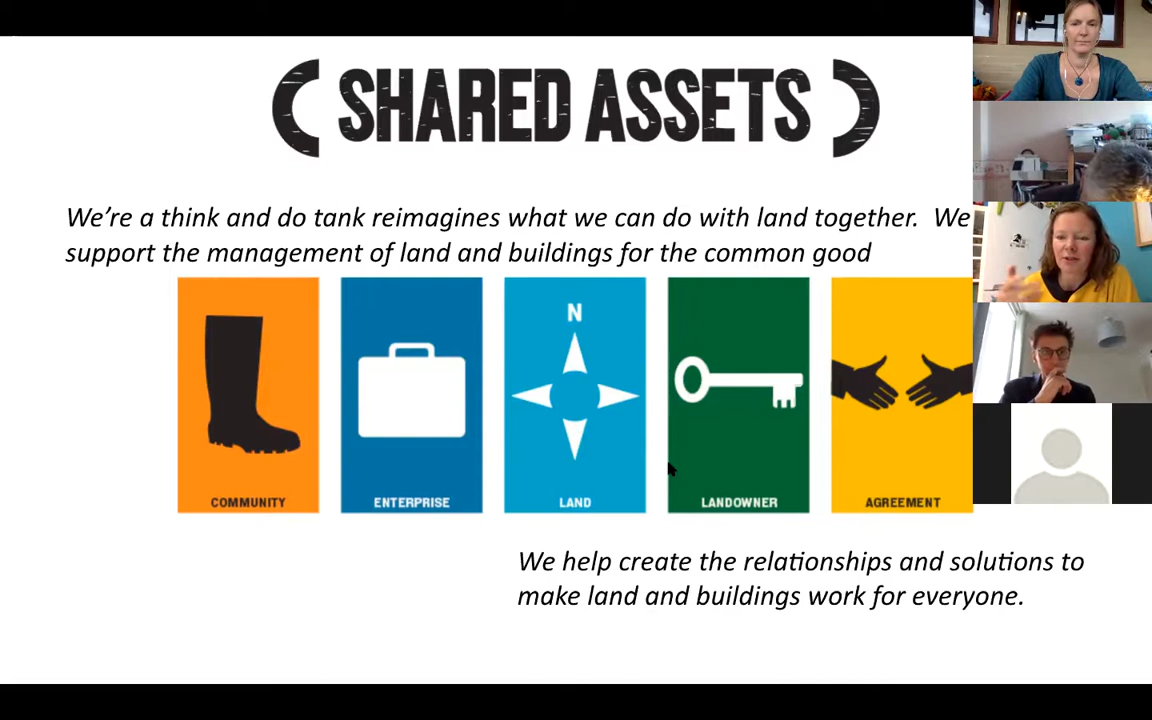 SHARED ASSETS
We’re a think and do tank reimagines what we can do with land together. We
support the management of land and buildings for the common good
N
COMMUNITY
ENTERPRISE
LAND
LANDOWNER
AGREEMENT
We help create the relationships and solutions to
make land and buildings work for everyone.